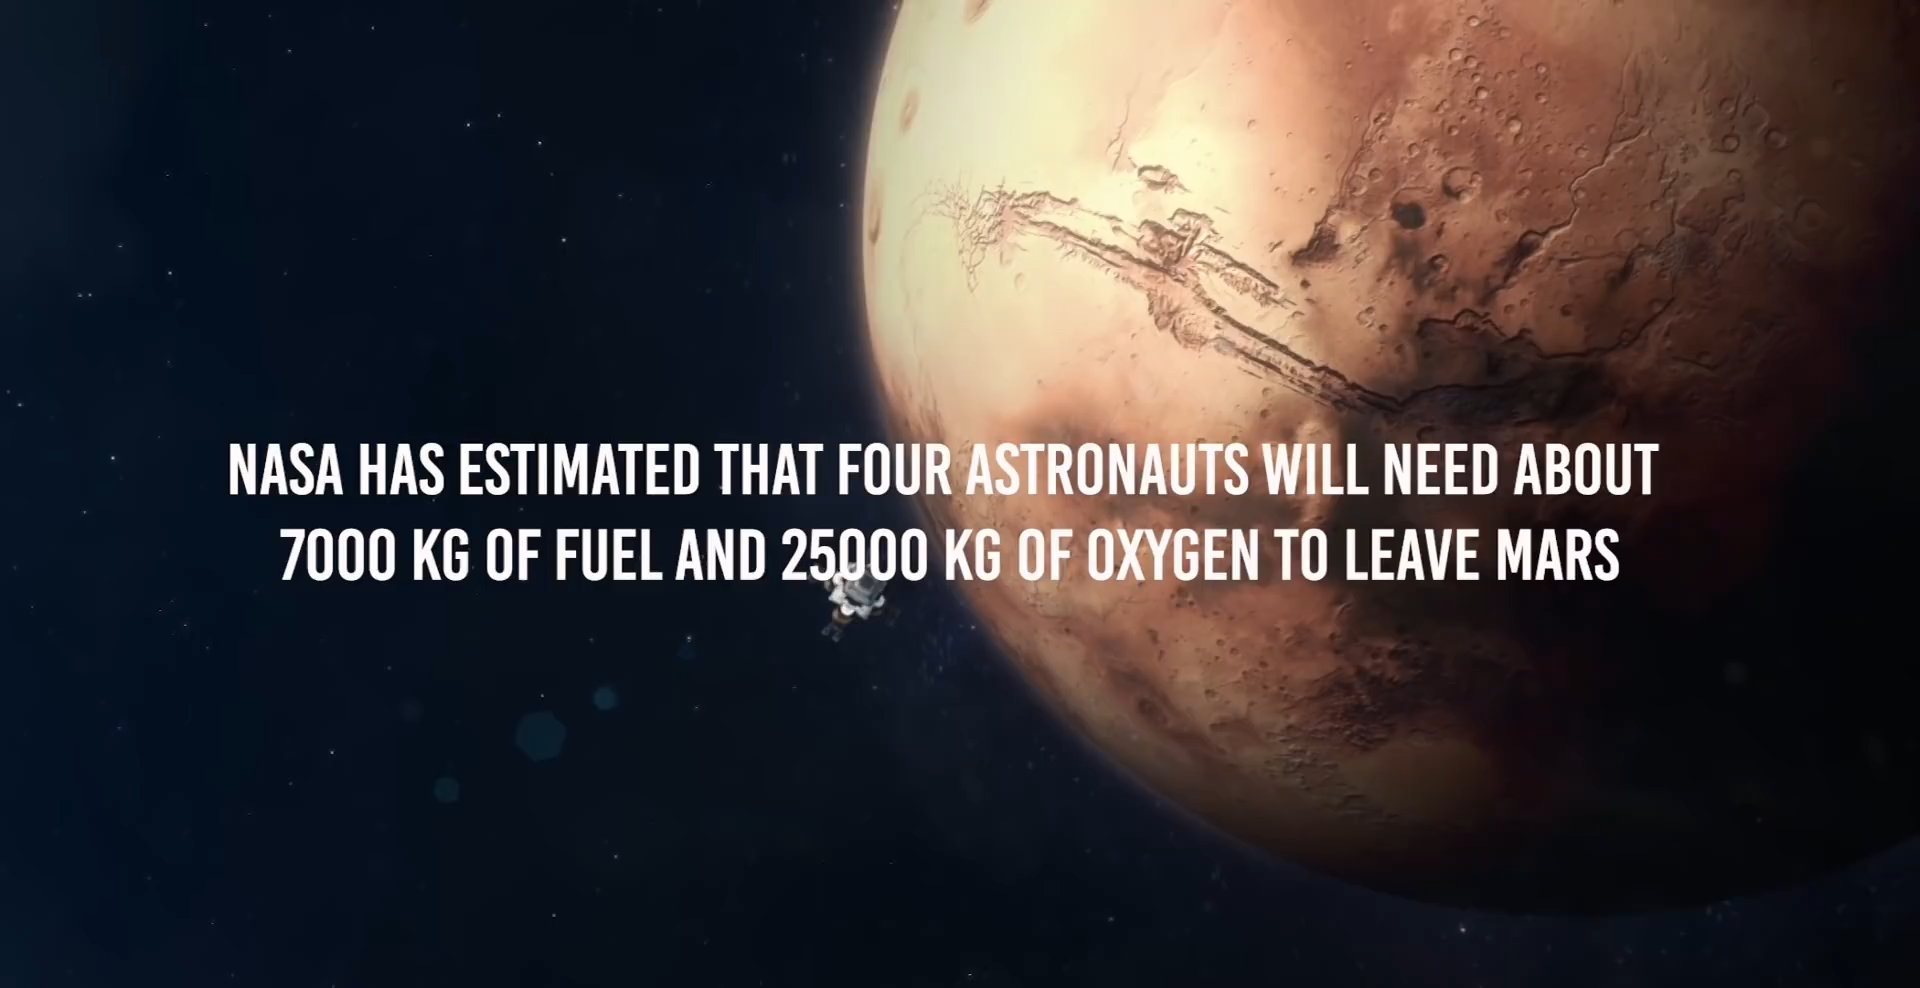 NASA HAS ESTIMATED THAT FOUR ASTRONAUTS WILL NEED ABOUT
7000 KG OF FUEL AND 25000 KG OF OXYGEN TO LEAVE MARS